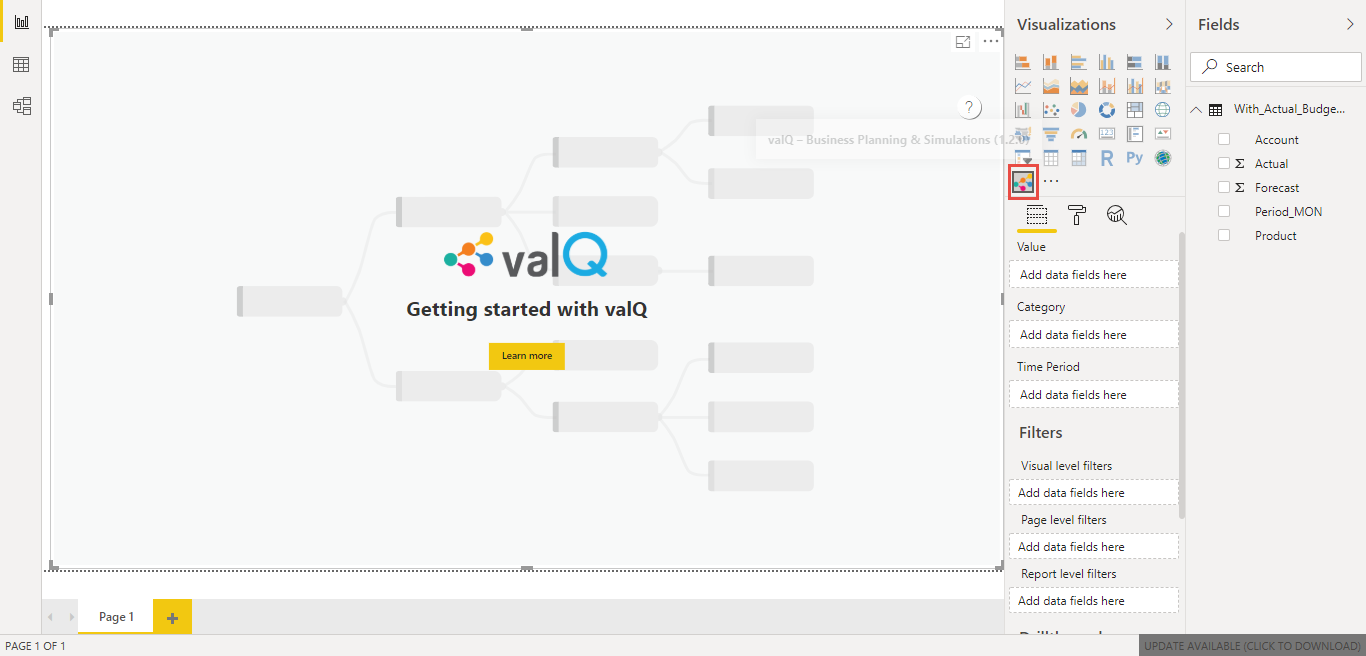 valQ
Getting started with valQ
Learn more
?
valQ – Business Planning & Simulations (1.2.0)
Visualizations
123
R
Py
Value
Add data fields here
Category
Add data fields here
Time Period
Add data fields here
Filters
Visual level filters
Add data fields here
Page level filters
Add data fields here
Report level filters
Add data fields here
Fields
Search
With_Actual_Budge...
Account
Σ Actual
Σ Forecast
Period_MON
Product
Page 1
PAGE 1 OF 1
UPDATE AVAILABLE (CLICK TO DOWNLOAD)